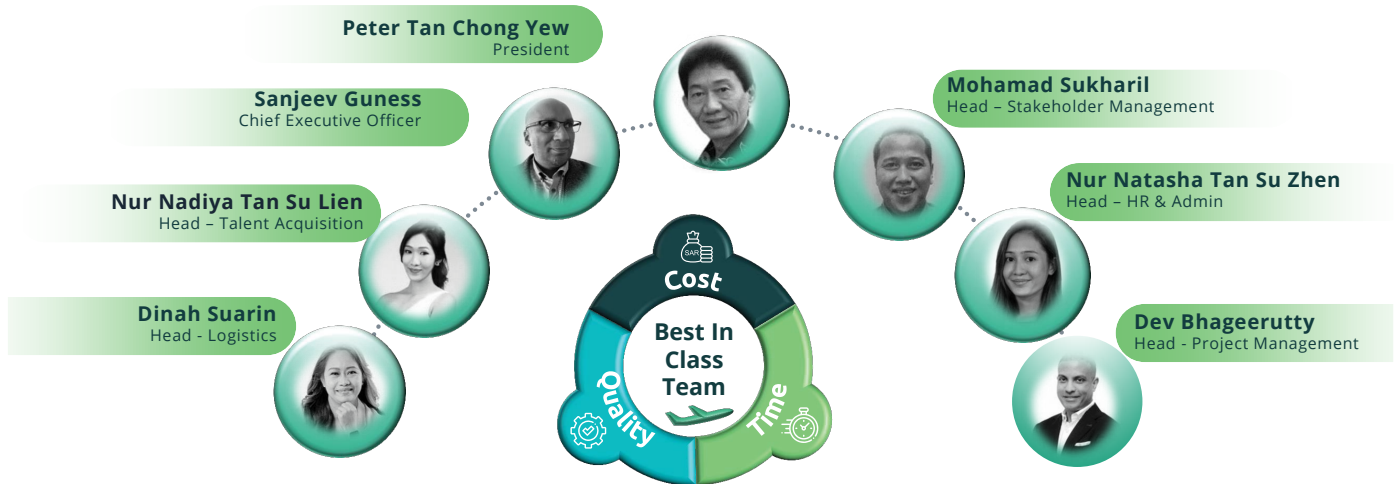 Peter Tan Chong Yew
President
Sanjeev Guness
Chief Executive Officer
Nur Nadiya Tan Su Lien
Head – Talent Acquisition
Dinah Suarin
Head - Logistics
Mohamad Sukharil
Head – Stakeholder Management
Nur Natasha Tan Su Zhen
Head – HR & Admin
Dev Bhageerutty
Head - Project Management
SAR
Cost
Best In
Class
Team
Quality
Time